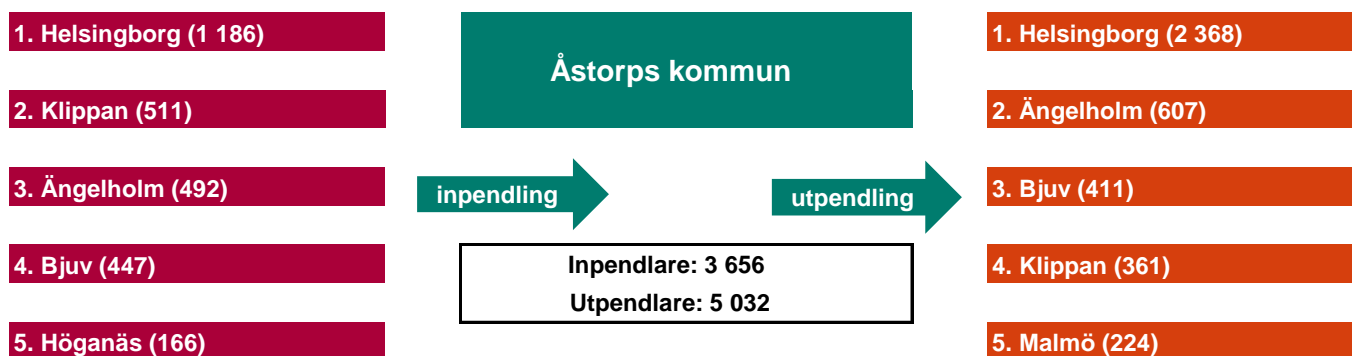 1. Helsingborg (1 186)
2. Klippan (511)
3. Ängelholm (492)
4. Bjuv (447)
5. Höganäs (166)
Åstorps kommun
inpendling
utpendling
Inpendlare: 3 656
Utpendlare: 5 032
1. Helsingborg (2 368)
2. Ängelholm (607)
3. Bjuv (411)
4. Klippan (361)
5. Malmö (224)